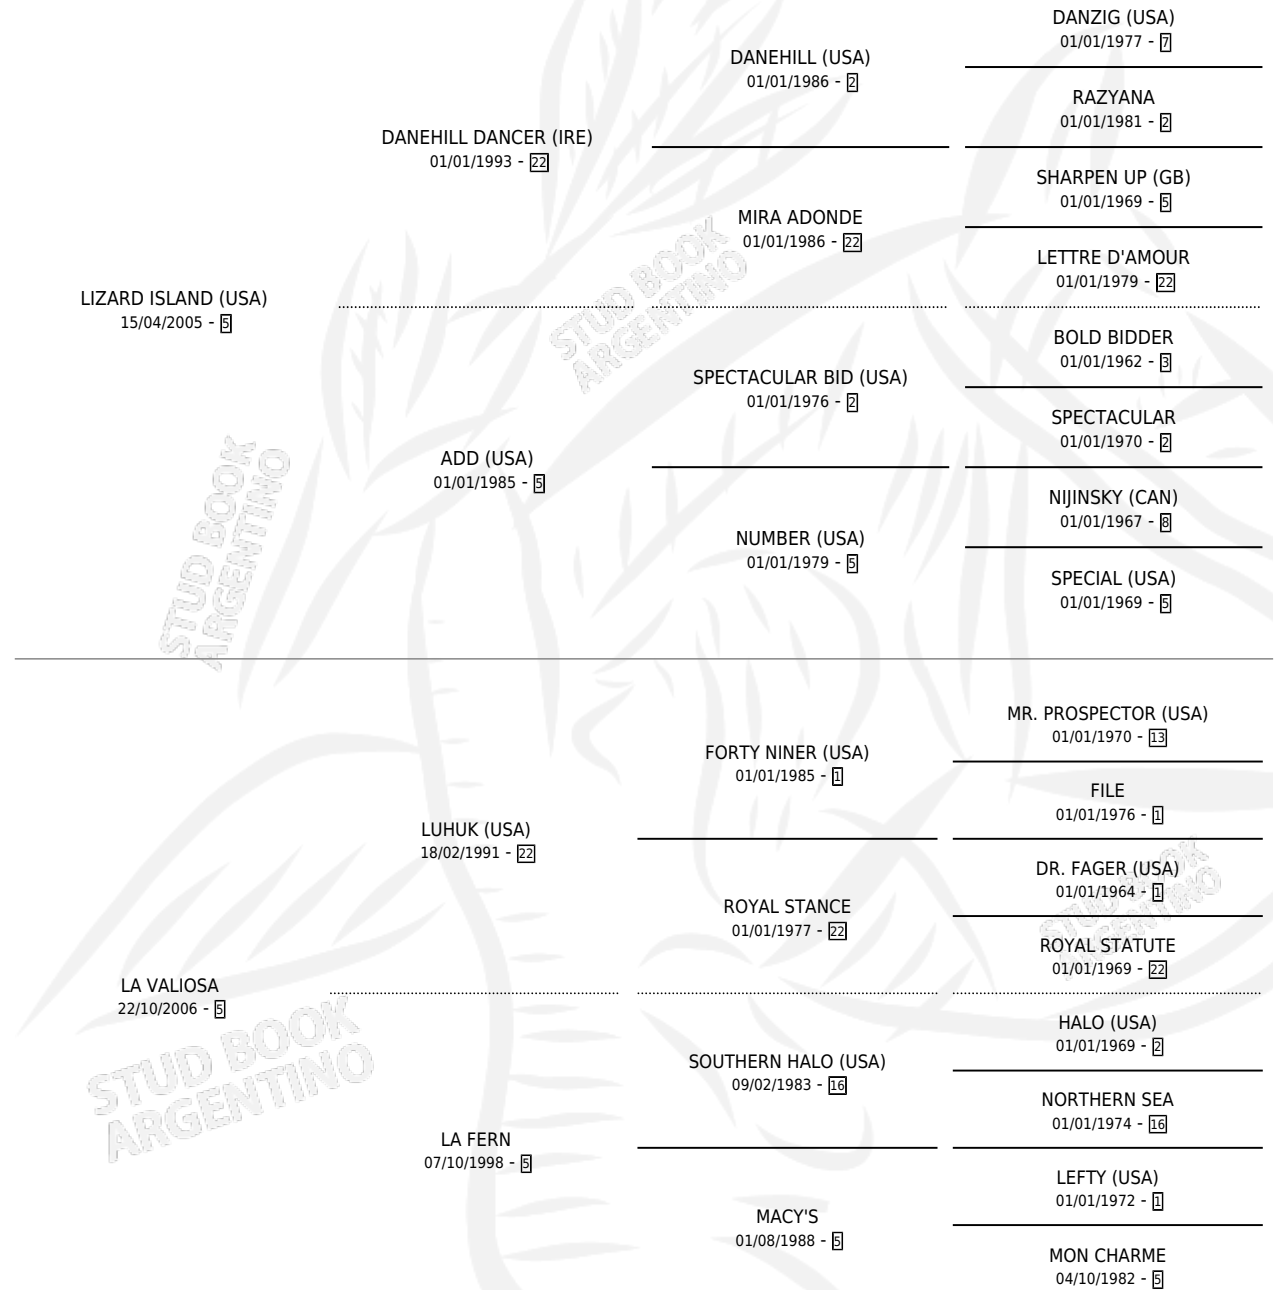 DANZIG (USA)
01/01/1977 - 7
DANEHILL (USA)
01/01/1986 - 2
RAZYANA
01/01/1981 - 2
DANEHILL DANCER (IRE)
01/01/1993 - 22
SHARPEN UP (GB)
01/01/1969 - 5
MIRA ADONDE
01/01/1986 - 22
LETTRE D'AMOUR
01/01/1979 - 22
LIZARD ISLAND (USA)
15/04/2005 - 5
BOLD BIDDER
01/01/1962 - 3
SPECTACULAR BID (USA)
01/01/1976 - 2
SPECTACULAR
01/01/1970 - 2
ADD (USA)
01/01/1985 - 5
NIJINSKY (CAN)
01/01/1967 - 8
NUMBER (USA)
01/01/1979 - 5
SPECIAL (USA)
01/01/1969 - 5
MR. PROSPECTOR (USA)
01/01/1970 - 13
FORTY NINER (USA)
01/01/1985 - 1
FILE
01/01/1976 - 1
LUHUK (USA)
18/02/1991 - 22
DR. FAGER (USA)
01/01/1964 - 1
ROYAL STANCE
01/01/1977 - 22
ROYAL STATUTE
01/01/1969 - 22
LA VALIOSA
22/10/2006 - 5
HALO (USA)
01/01/1969 - 2
SOUTHERN HALO (USA)
09/02/1983 - 16
NORTHERN SEA
01/01/1974 - 16
LA FERN
07/10/1998 - 5
LEFTY (USA)
01/01/1972 - 1
MACY'S
01/08/1988 - 5
MON CHARME
04/10/1982 - 5
STUD BOOK
ARGENTINO
STUD BOOK
ARGENTINO
STUD BOOK
ARGENTINO
STUD BOOK
ARGENTINO